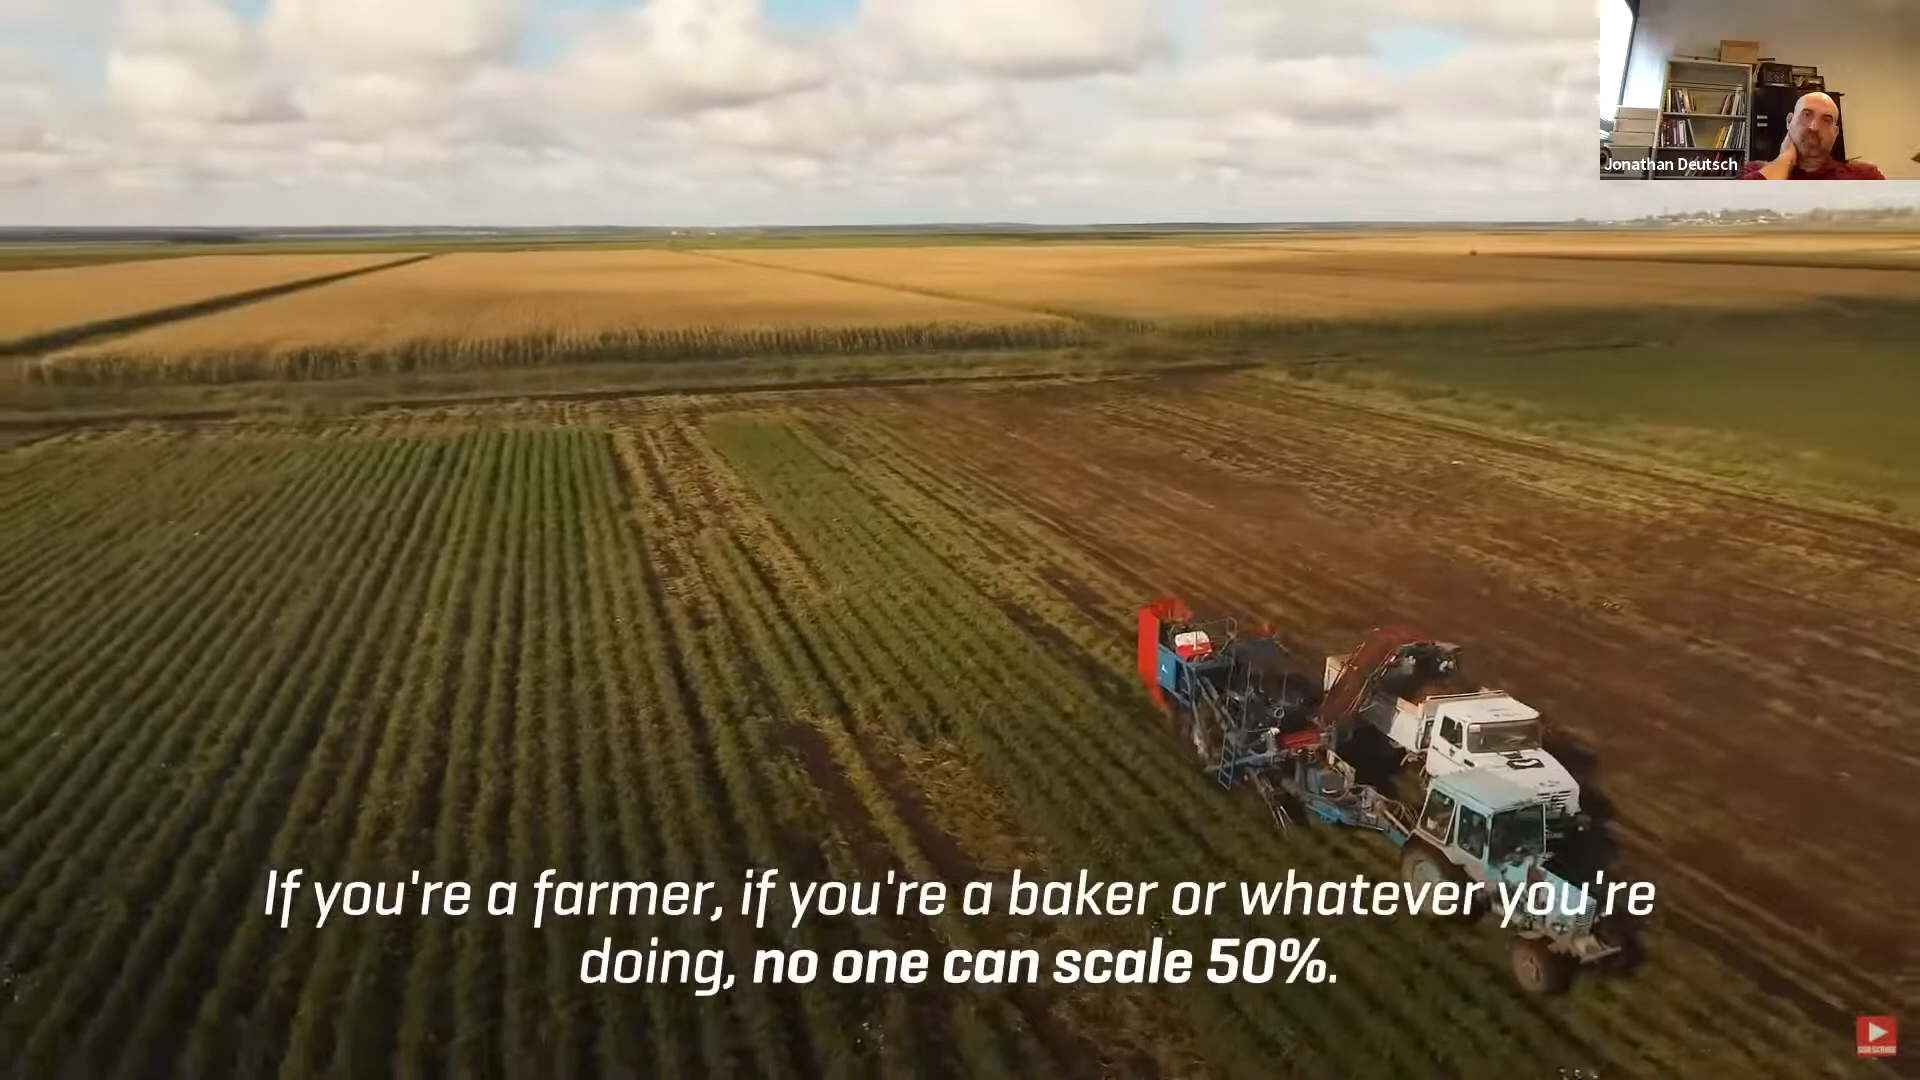 Jonathan Deutsch
If you're a farmer, if you're a baker or whatever you're
doing, no one can scale 50%.
SUBSCRIBE